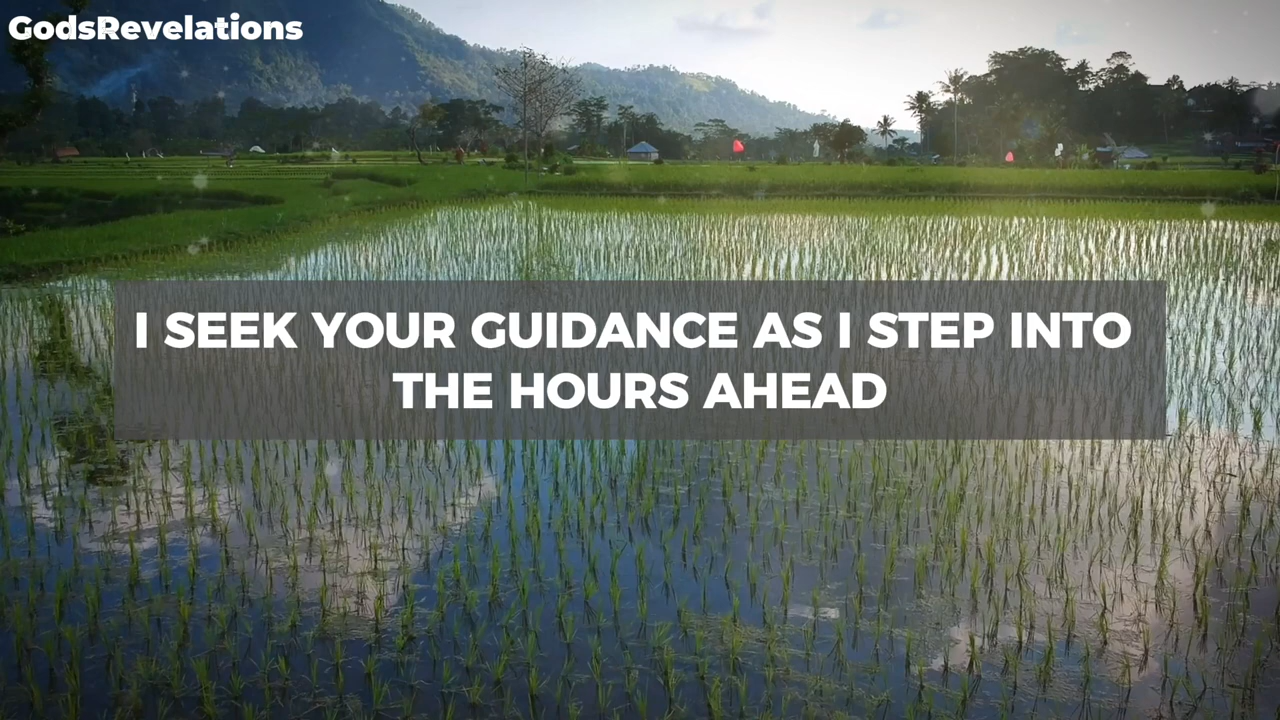 GodsRevelations
I SEEK YOUR GUIDANCE AS I STEP INTO
THE HOURS AHEAD